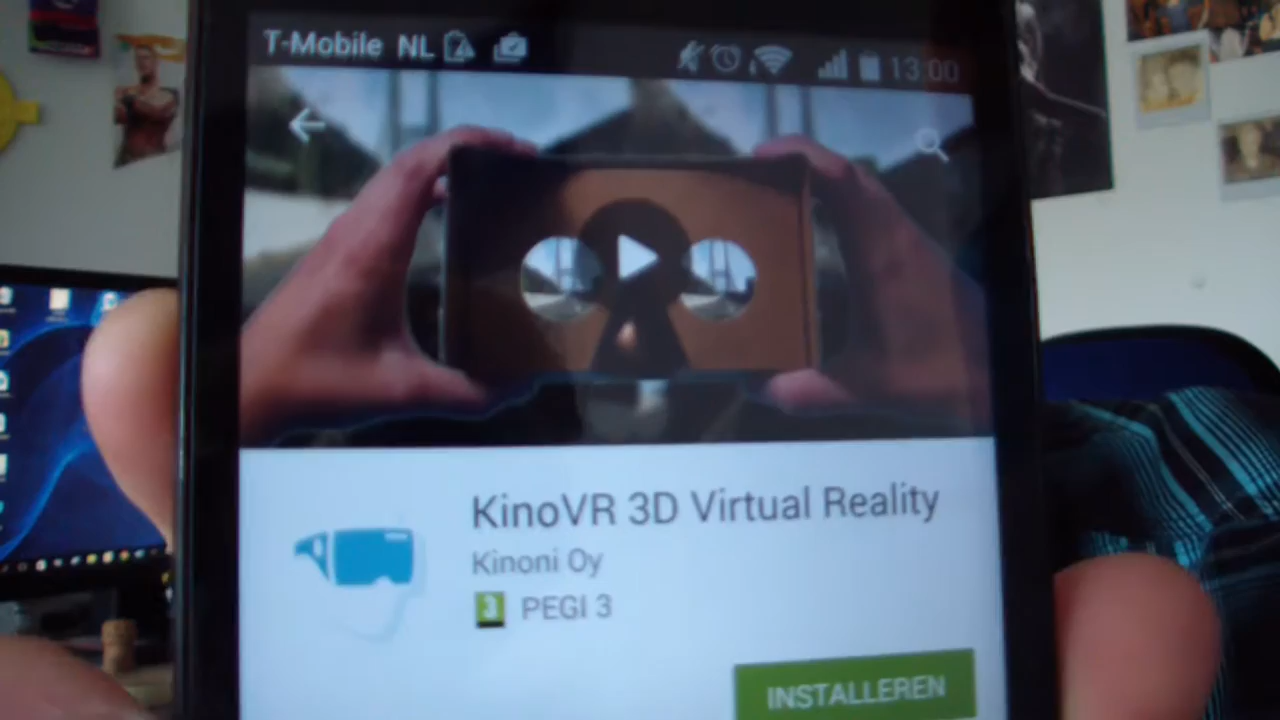 T-Mobile NL 13:00
KinoVR 3D Virtual Reality
Kinoni Oy
3 PEGI 3
INSTALLEREN